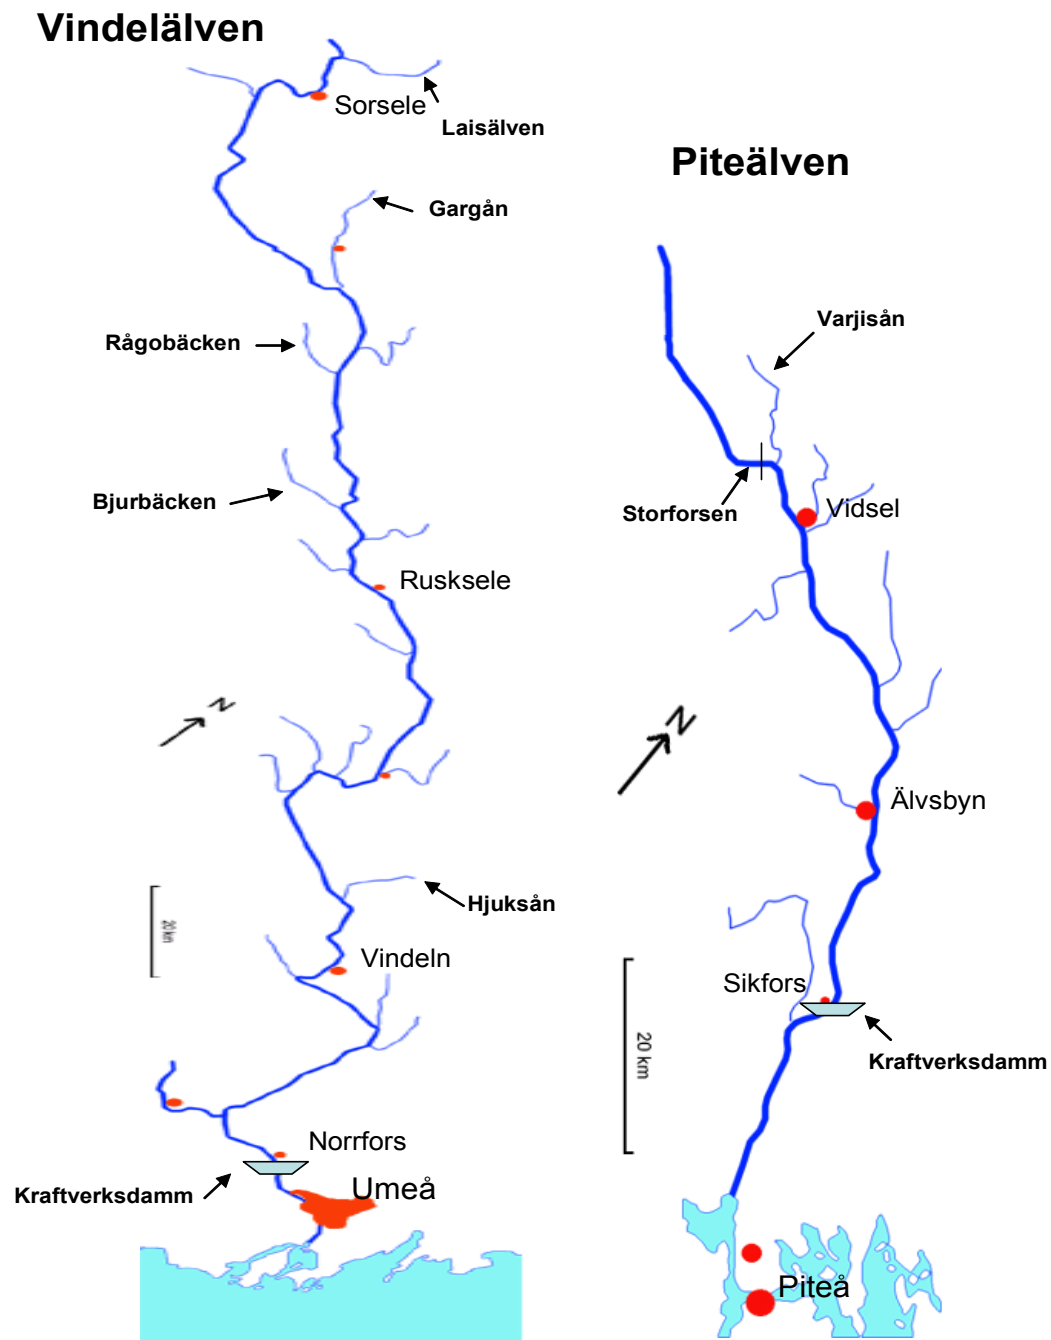 Vindelälven
Sorsele
Laisälven
Gargån
Rågobäcken
Bjurbäcken
Rusksele
N
Hjuksån
20 km
Vindeln
Norrfors
Kraftverksdamm
Umeå
Piteälven
Varjisån
Storforsen
Vidsel
N
Älvsbyn
Sikfors
20 km
Kraftverksdamm
Piteå